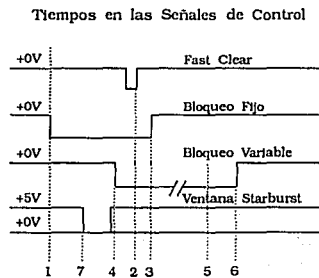 Tiempos en las Señales de Control
+0V Fast Clear
+0V Bloqueo Fijo
+0V Bloqueo Variable
+5V Ventana Starburst
+0V
1 7 4 2 3 5 6